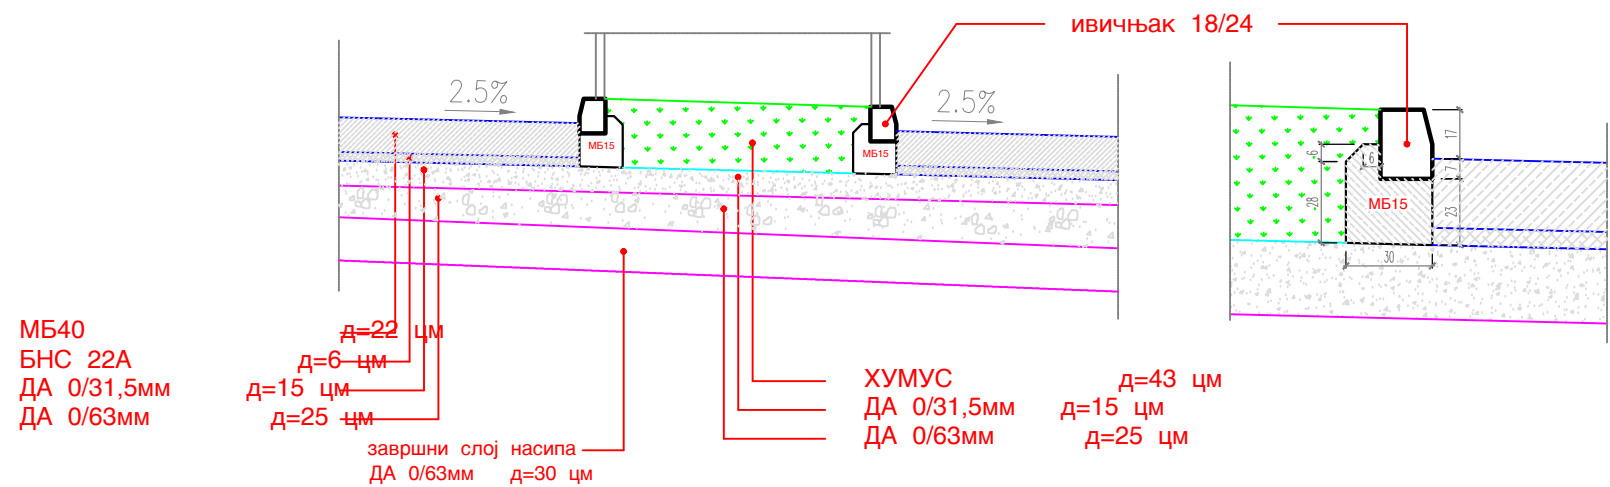 ивичњак 18/24
2.5%
2.5%
МБ15
МБ15
17
6
6
7
28
МБ15
23
30
МБ40 д=22 цм
БНС 22А д=6 цм
ДА 0/31,5мм д=15 цм
ДА 0/63мм д=25 цм
ХУМУС д=43 цм
ДА 0/31,5мм д=15 цм
ДА 0/63мм д=25 цм
завршни слој насипа
ДА 0/63мм д=30 цм